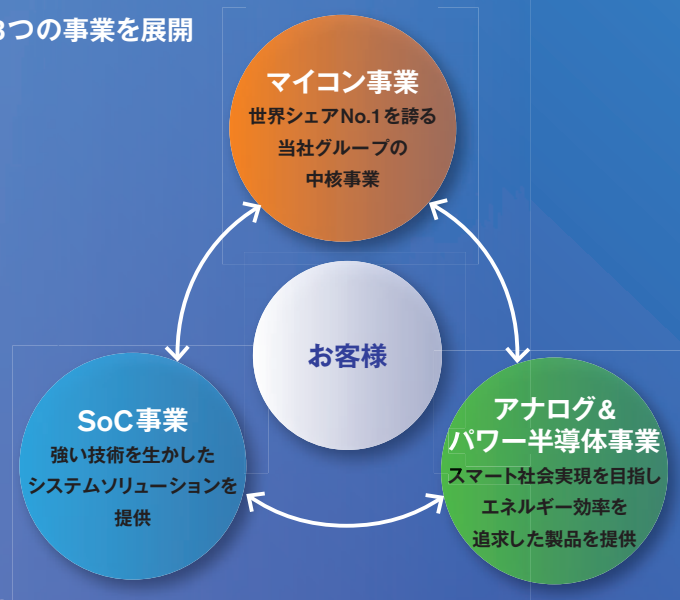 3つの事業を展開
マイコン事業
世界シェアNo.1を誇る
当社グループの
中核事業
お客様
SoC事業
強い技術を生かした
システムソリューションを
提供
アナログ&
パワー半導体事業
スマート社会実現を目指し
エネルギー効率を
追求した製品を提供